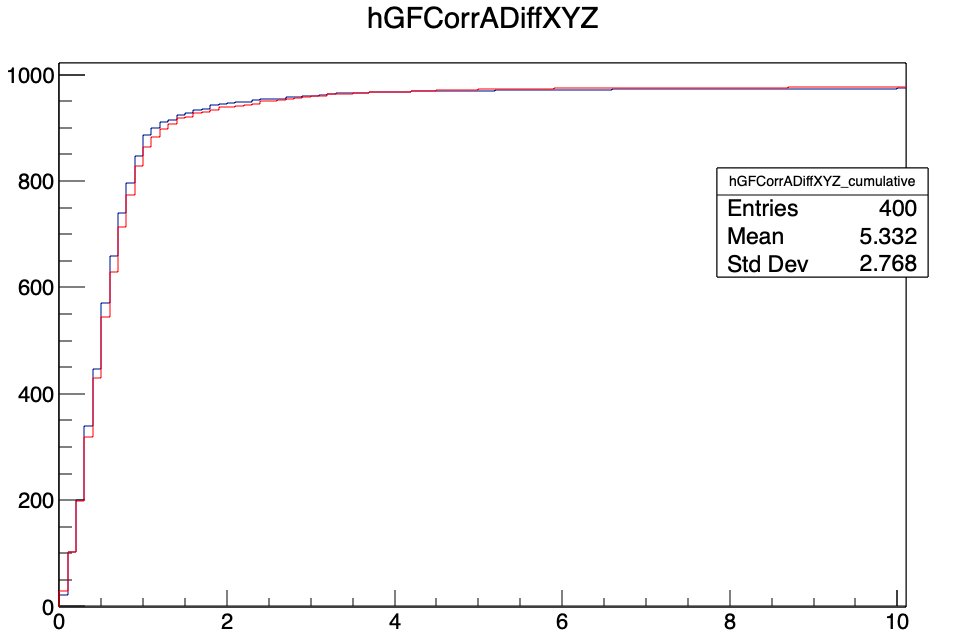 hGFCorrADiffXYZ
1000
800
600
400
200
0
hGFCorrADiffXYZ_cumulative
Entries 400
Mean 5.332
Std Dev 2.768
0 2 4 6 8 10